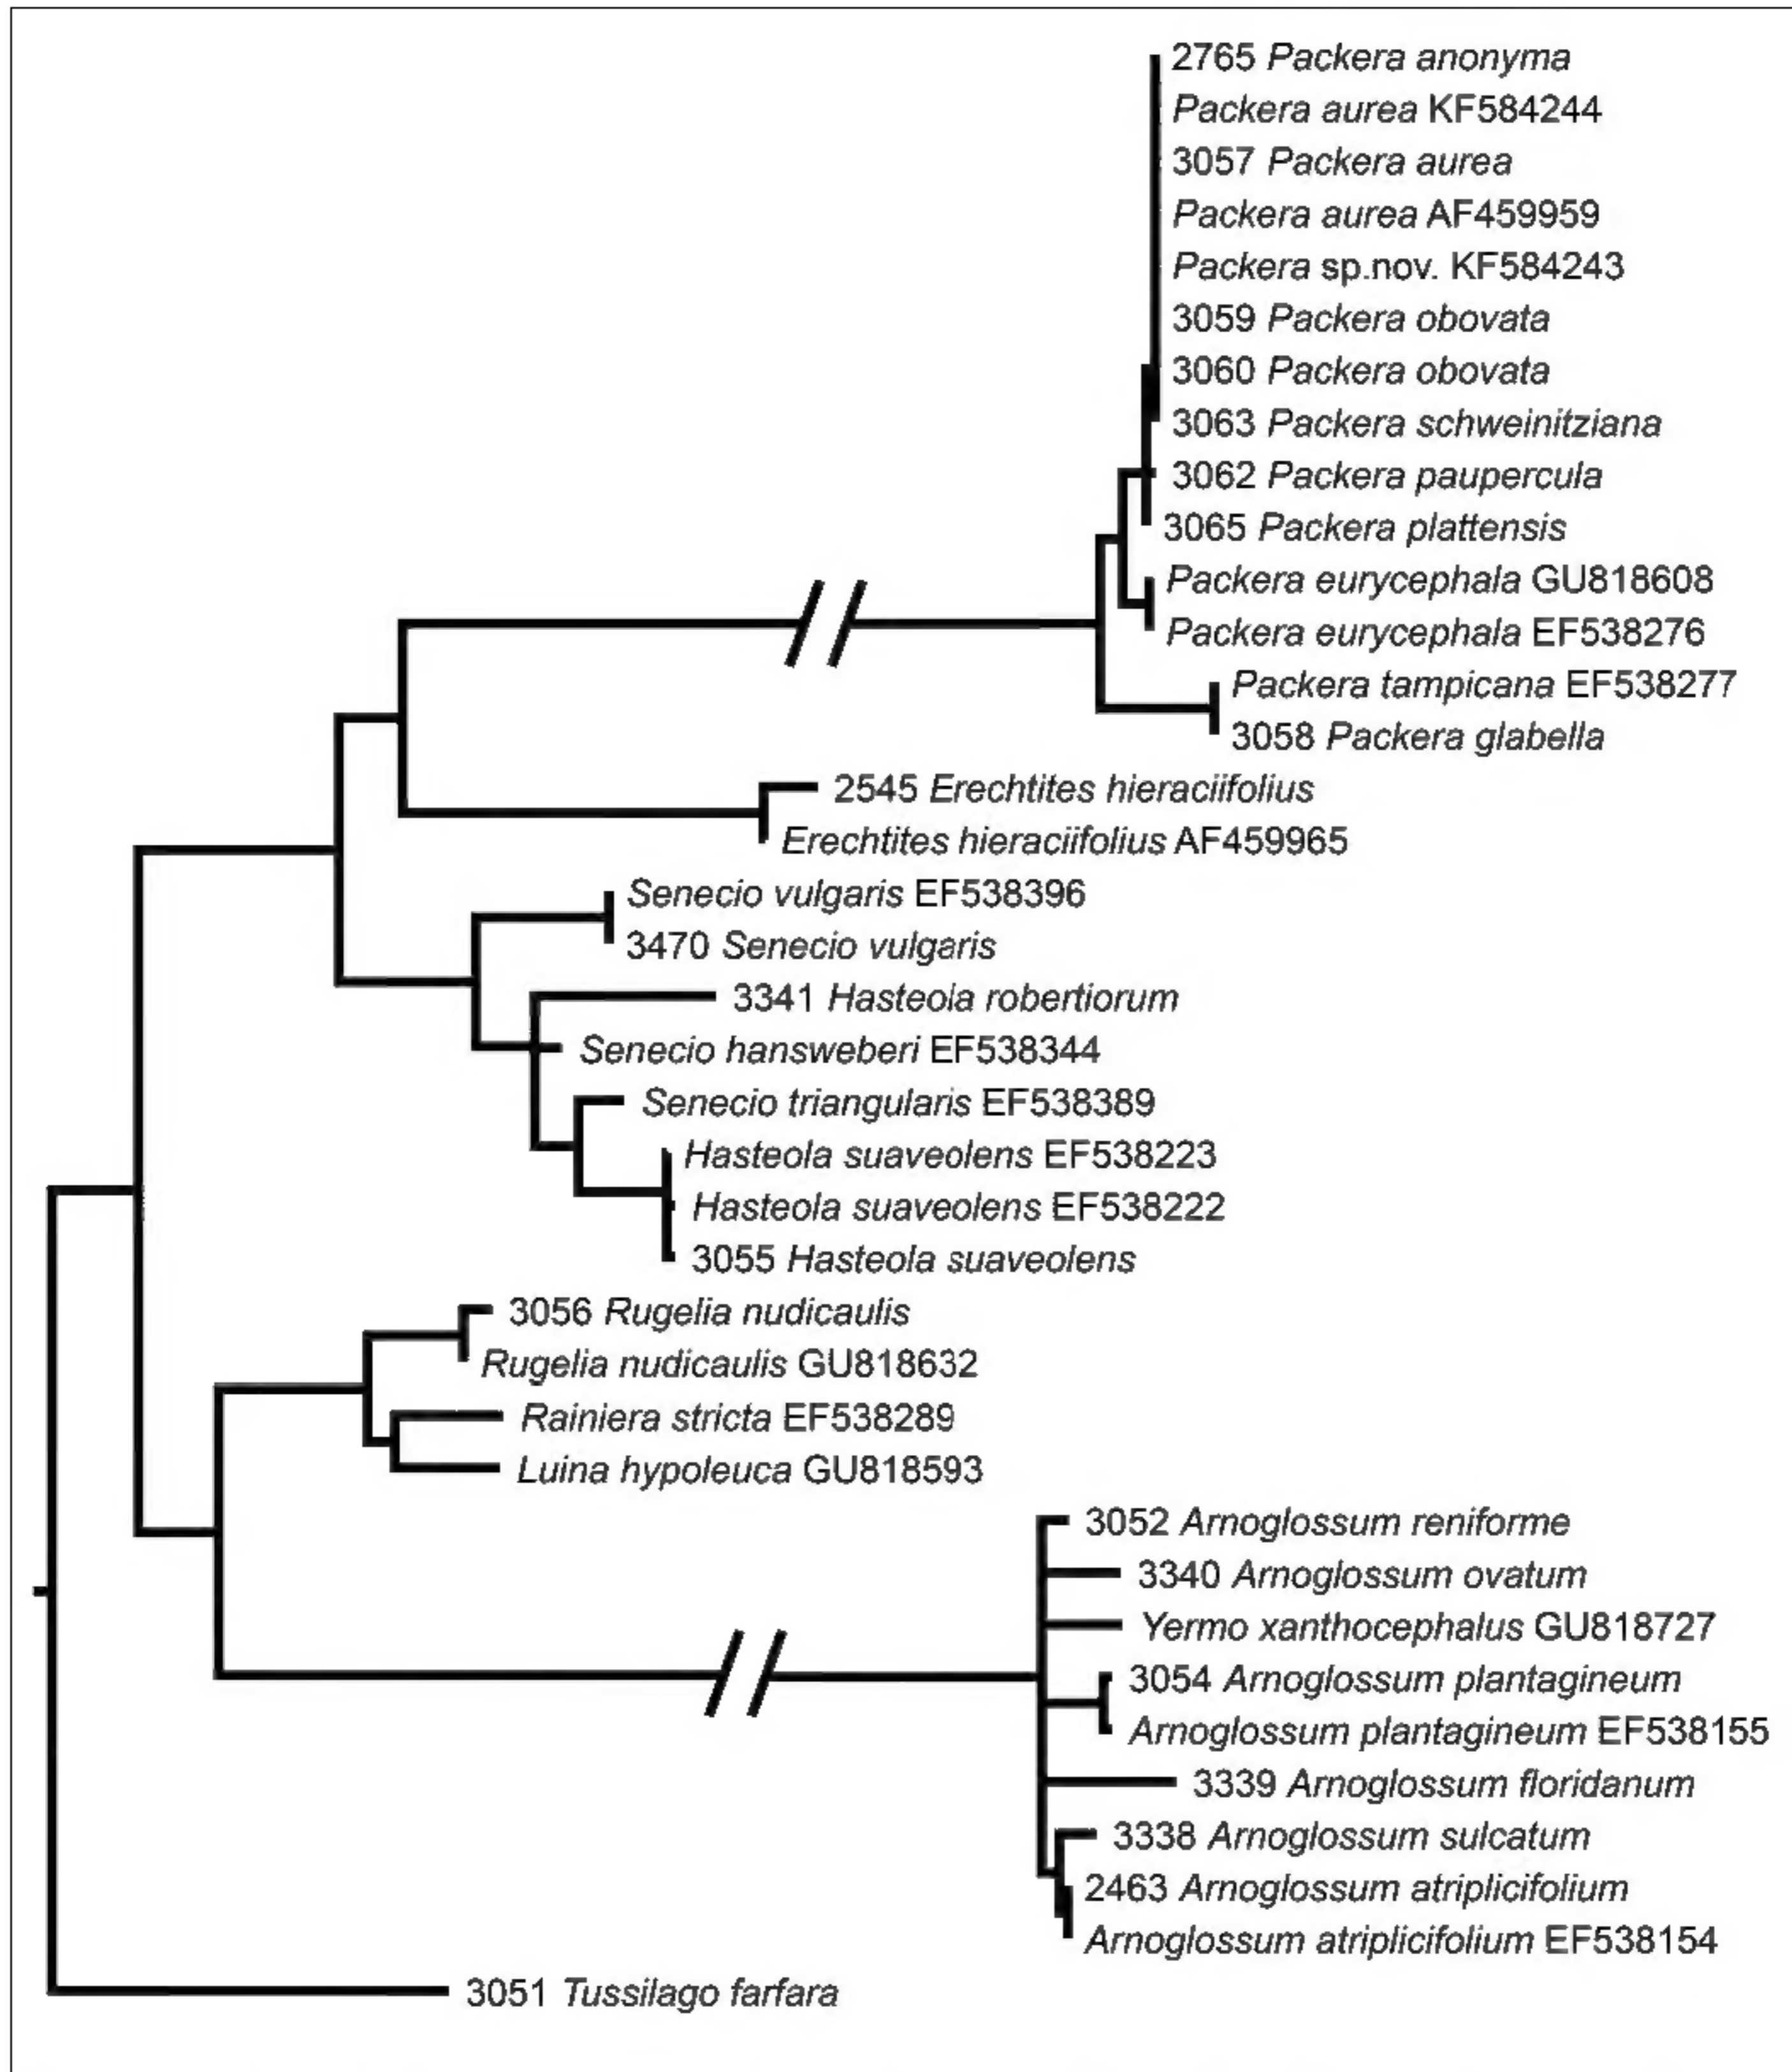 2765 Packera anonyma
Packera aurea KF584244
3057 Packera aurea
Packera aurea AF459959
Packera sp.nov. KF584243
3059 Packera obovata
3060 Packera obovata
3063 Packera schweinitziana
3062 Packera paupercula
3065 Packera plattensis
Packera eurycephala GU818608
Packera eurycephala EF538276
Packera tampicana EF538277
3058 Packera glabella
2545 Erechtites hieraciifolius
Erechtites hieraciifolius AF459965
Senecio vulgaris EF538396
3470 Senecio vulgaris
3341 Hasteola robertiorum
Senecio hansweberi EF538344
Senecio triangularis EF538389
Hasteola suaveolens EF538223
Hasteola suaveolens EF538222
3055 Hasteola suaveolens
3056 Rugelia nudicaulis
Rugelia nudicaulis GU818632
Rainiera stricta EF538289
Luina hypoleuca GU818593
3052 Arnoglossum reniforme
3340 Arnoglossum ovatum
Yermo xanthocephalus GU818727
3054 Arnoglossum plantagineum
Arnoglossum plantagineum EF538155
3339 Arnoglossum floridanum
3338 Arnoglossum sulcatum
2463 Arnoglossum atriplicifolium
Arnoglossum atriplicifolium EF538154
3051 Tussilago farfara